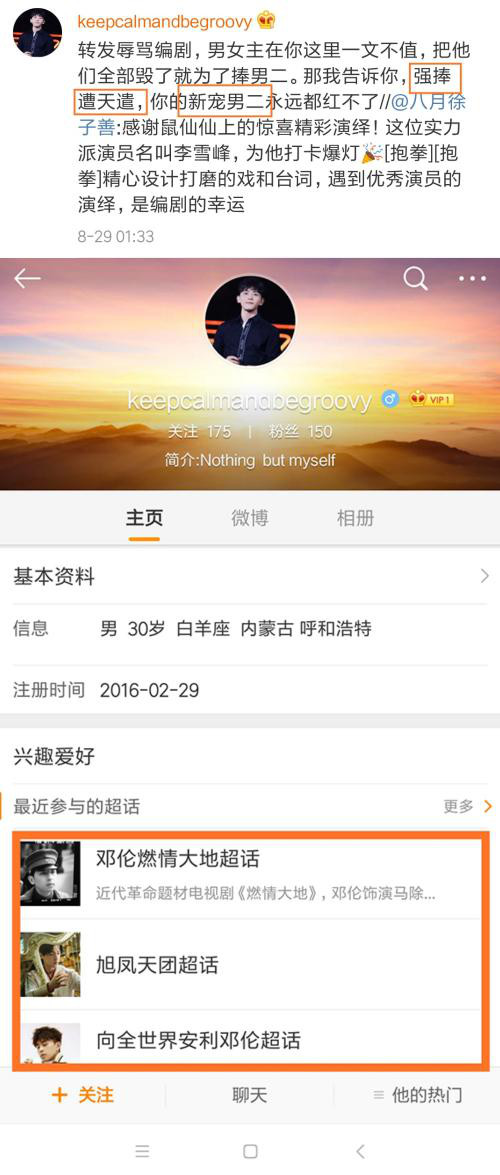 keepcalmandbegroovy
转发辱骂编剧，男女主在你这里一文不值，把他
们全部毁了就为了捧男二。那我告诉你，强捧
遭天遣，你的新宠男二永远都红不了//@八月徐
子善:感谢鼠仙仙上的惊喜精彩演绎！这位实力
派演员名叫李雪峰，为他打卡爆灯🎉[抱拳][抱
拳]精心设计打磨的戏和台词，遇到优秀演员的
演绎，是编剧的幸运
8-29 01:33
keepcalmandbegroovy VIP 1
关注 175 | 粉丝 150
简介:Nothing but myself
主页 微博 相册
基本资料
信息 男 30岁 白羊座 内蒙古 呼和浩特
注册时间 2016-02-29
兴趣爱好
最近参与的超话 更多
邓伦燃情大地超话
近代革命题材电视剧《燃情大地》，邓伦饰演马除...
旭凤天团超话
向全世界安利邓伦超话
+ 关注 聊天 他的热门